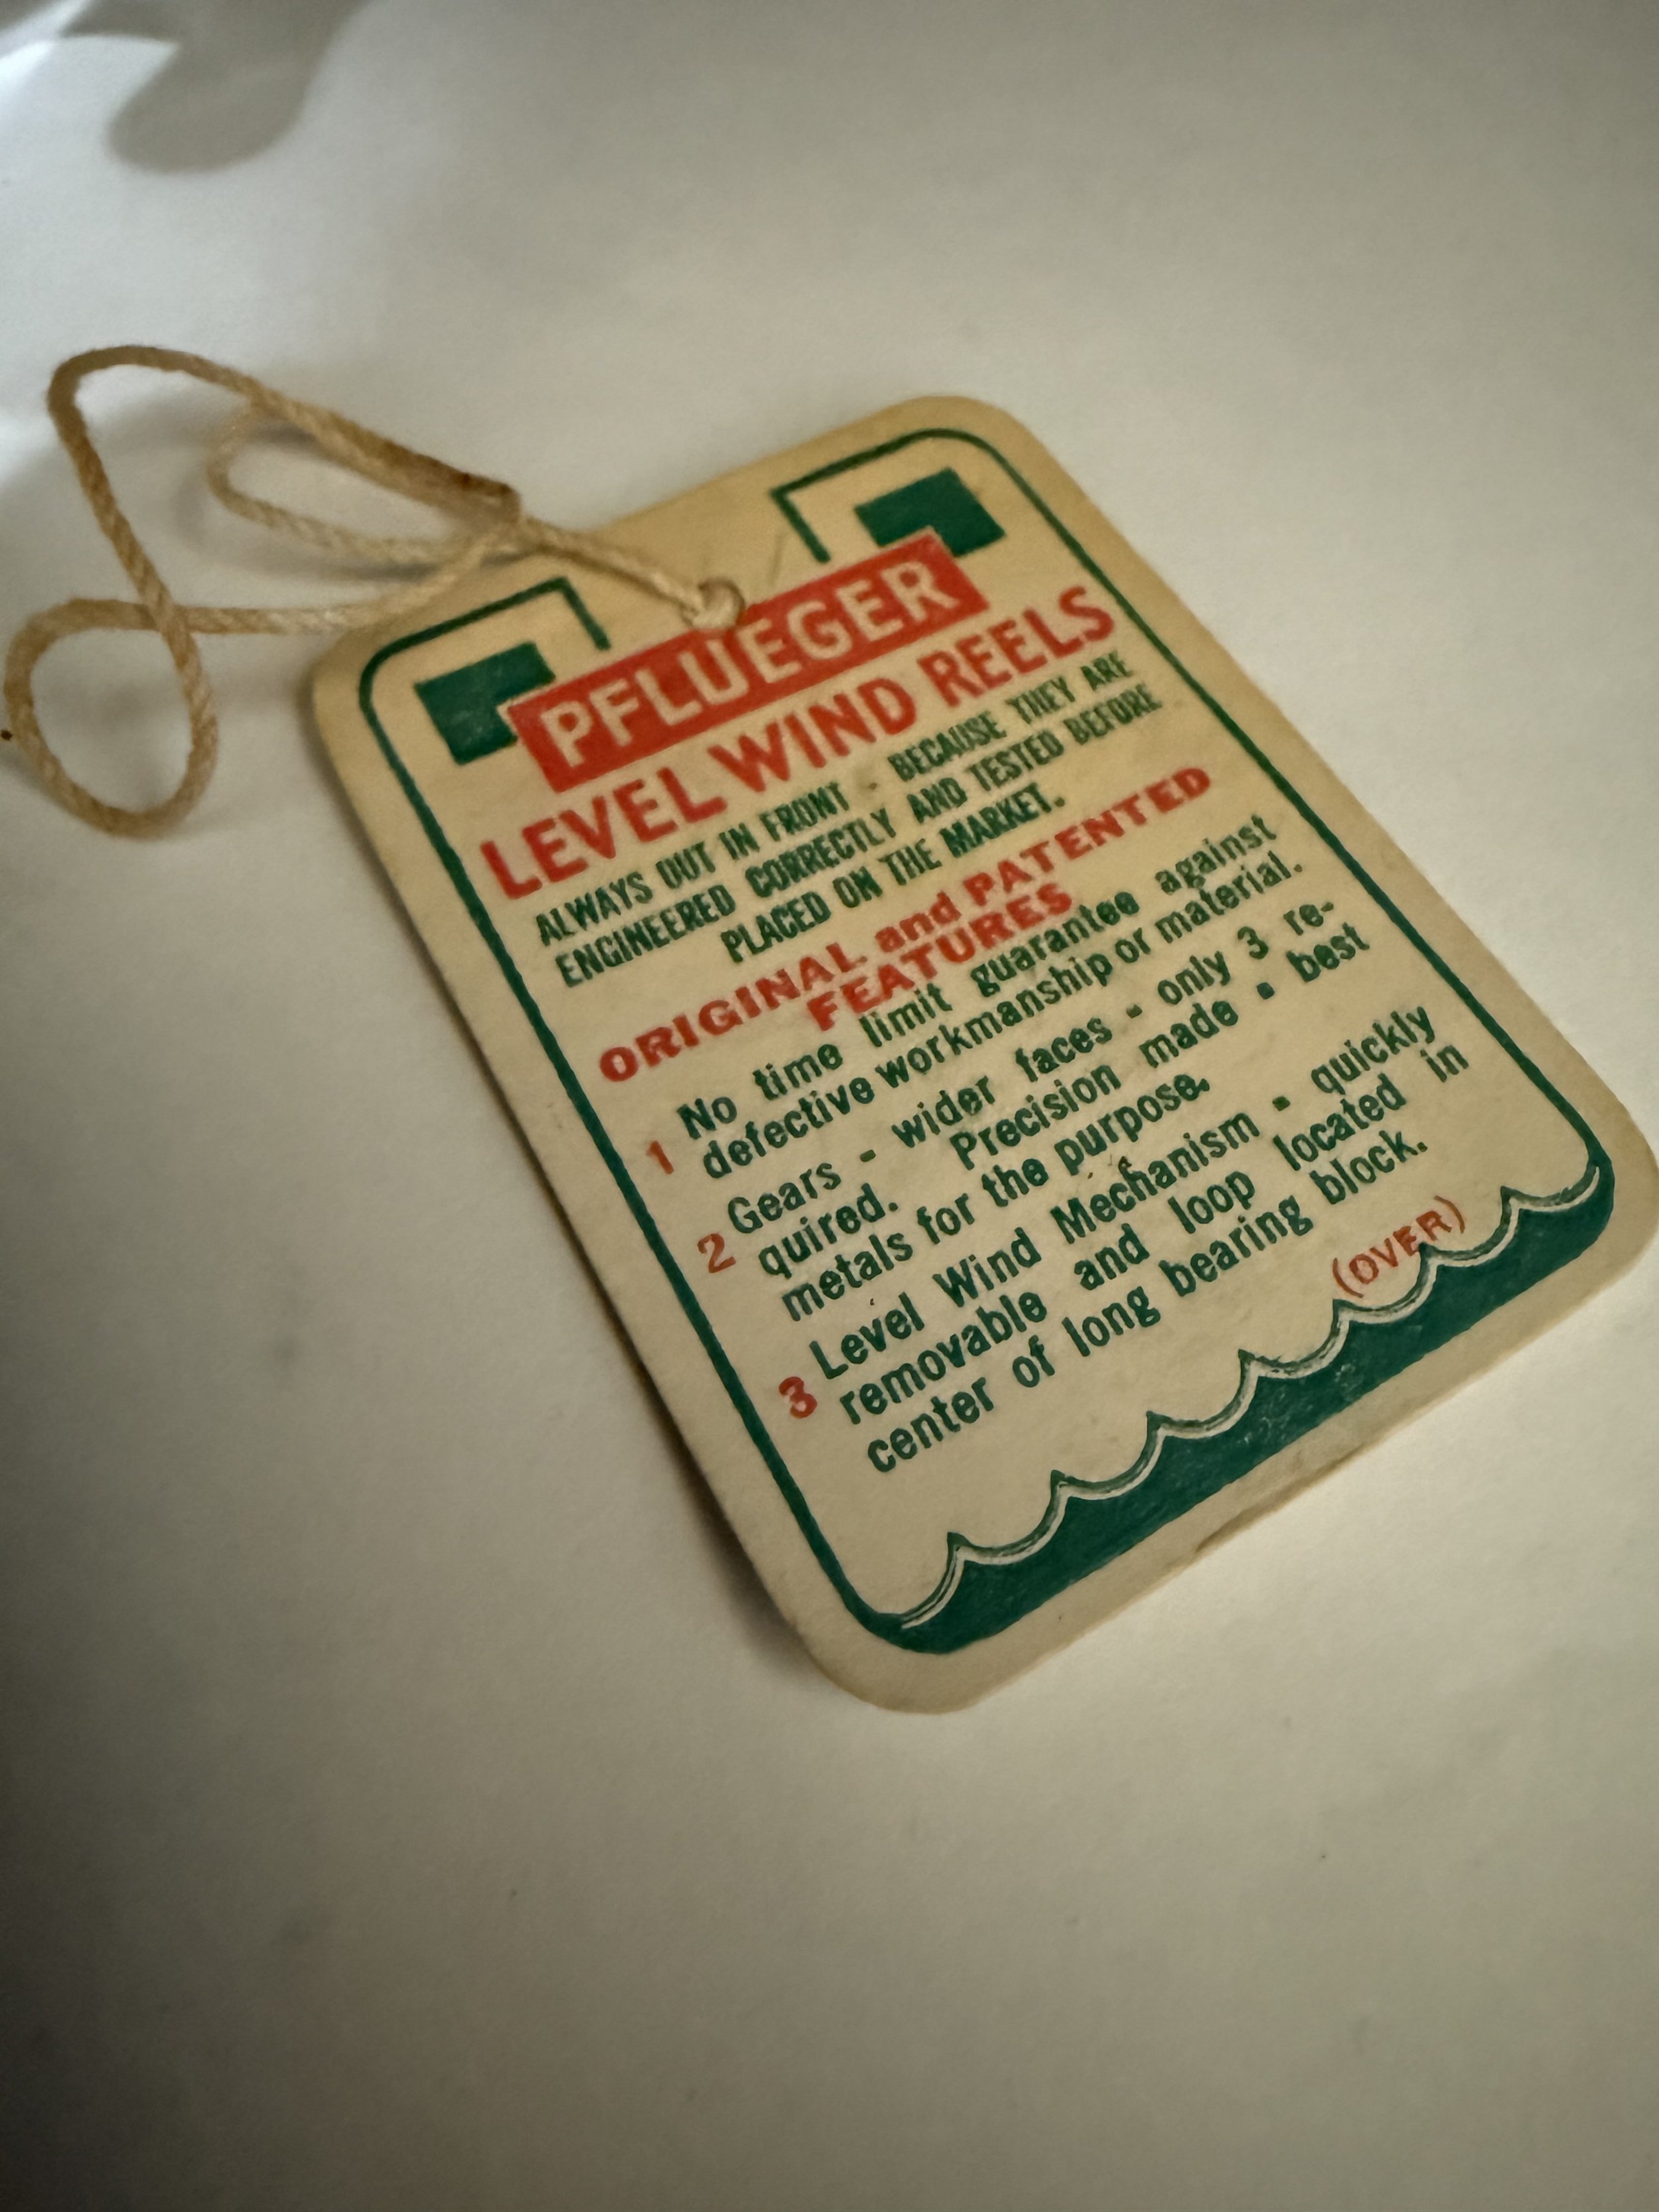 PFLUEGER
LEVEL WIND REELS
ALWAYS OUT IN FRONT - BECAUSE THEY ARE
ENGINEERED CORRECTLY AND TESTED BEFORE
PLACED ON THE MARKET.
ORIGINAL and PATENTED
FEATURES
1 No time limit guarantee against
defective workmanship or material.
2 Gears - wider faces - only 3 re-
quired. Precision made - best
metals for the purpose.
3 Level Wind Mechanism - quickly
removable and loop located in
center of long bearing block.
(OVER)